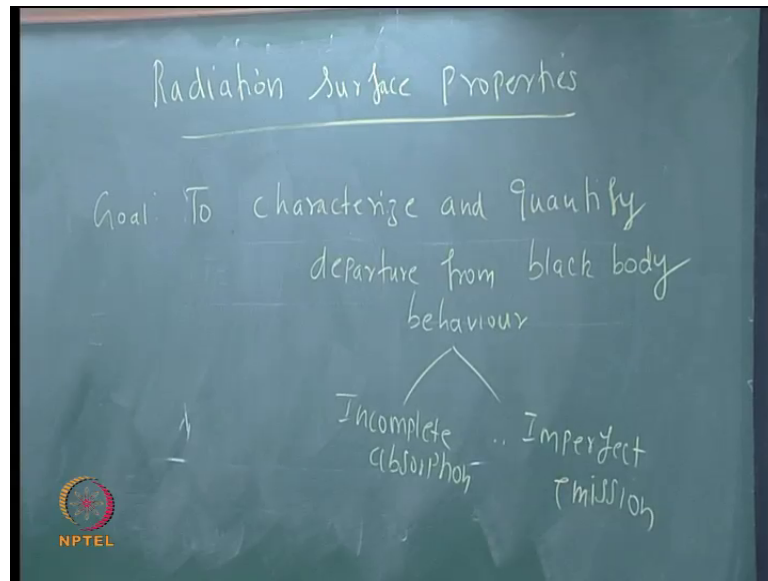 Radiation Surface Properties
Goal: To characterize and quantify
departure from black body
behaviour
Incomplete .. Imperfect
absorption emission
NPTEL